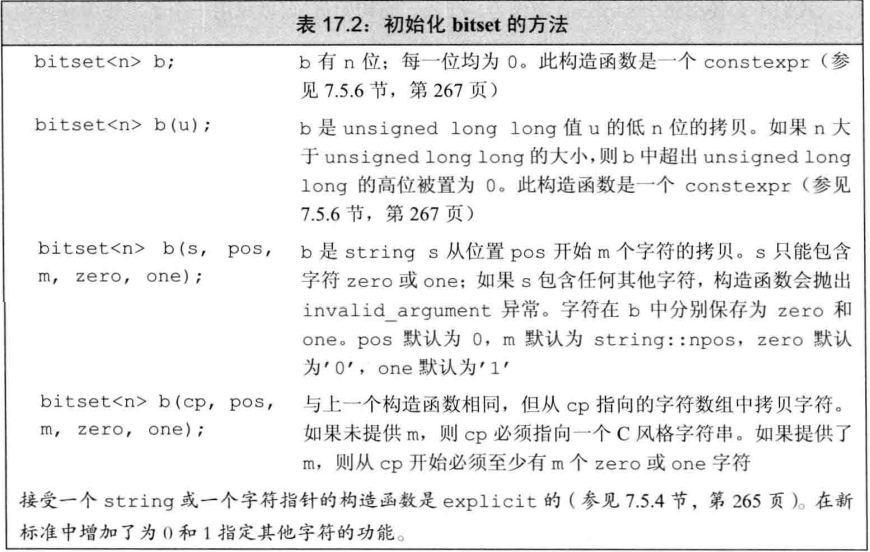 表 17.2：初始化 bitset 的方法
bitset<n> b; b 有 n 位；每一位均为 0。此构造函数是一个 constexpr（参
见 7.5.6 节，第 267 页）
bitset<n> b(u); b 是 unsigned long long 值 u 的低 n 位的拷贝。如果 n 大
于 unsigned long long 的大小，则 b 中超出 unsigned long
long 的高位被置为 0。此构造函数是一个 constexpr（参见
7.5.6 节，第 267 页）
bitset<n> b(s, pos, b 是 string s 从位置 pos 开始 m 个字符的拷贝。s 只能包含
m, zero, one); 字符 zero 或 one；如果 s 包含任何其他字符，构造函数会抛出
invalid_argument 异常。字符在 b 中分别保存为 zero 和
one。pos 默认为 0，m 默认为 string::npos，zero 默认
为'0'，one 默认为'1'
bitset<n> b(cp, pos, 与上一个构造函数相同，但从 cp 指向的字符数组中拷贝字符。
m, zero, one); 如果未提供 m，则 cp 必须指向一个 C 风格字符串。如果提供了
m，则从 cp 开始必须至少有 m 个 zero 或 one 字符
接受一个 string 或一个字符指针的构造函数是 explicit 的（参见 7.5.4 节，第 265 页）。在新
标准中增加了为 0 和 1 指定其他字符的功能。